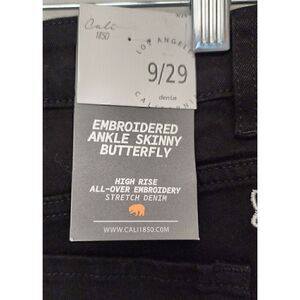 Cali
1850
LOS ANGELES
9/29
CALIFORNIA
denim
EMBROIDERED
ANKLE SKINNY
BUTTERFLY
HIGH RISE
ALL-OVER EMBROIDERY
STRETCH DENIM
WWW.CALI1850.COM